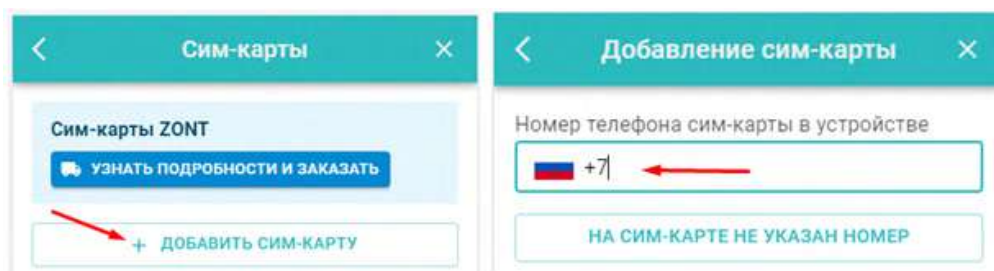 Сим-карты
Сим-карты ZONT
УЗНАТЬ ПОДРОБНОСТИ И ЗАКАЗАТЬ
+ ДОБАВИТЬ СИМ-КАРТУ
Добавление сим-карты
Номер телефона сим-карты в устройстве
+7
НА СИМ-КАРТЕ НЕ УКАЗАН НОМЕР